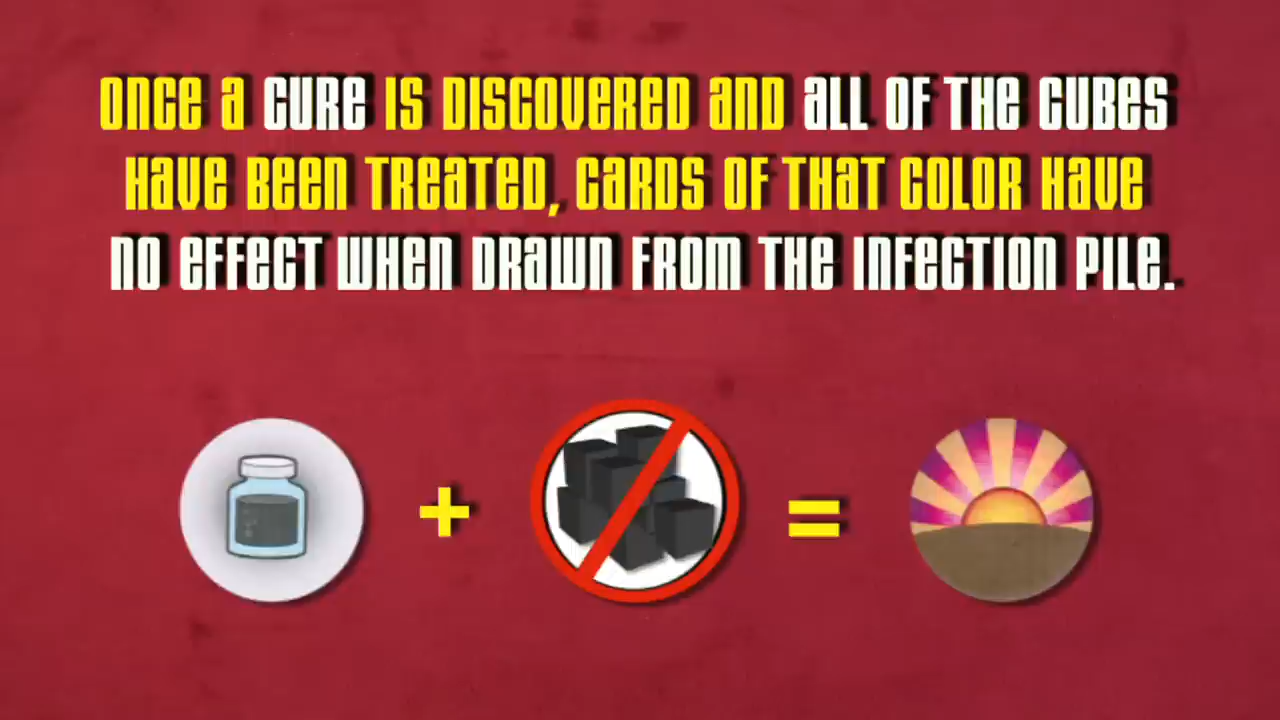 ONCE A CURE IS DISCOVERED AND ALL OF THE CUBES
HAVE BEEN TREATED, CARDS OF THAT COLOR HAVE
NO EFFECT WHEN DRAWN FROM THE INFECTION PILE.
+ =